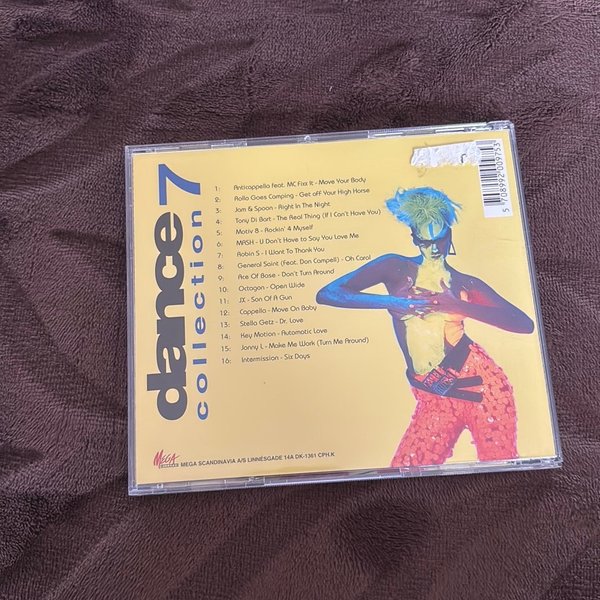 dance 7
collection
1: Anticappella feat. MC Fixx It - Move Your Body
2: Rollo Goes Camping - Get off Your High Horse
3: Jam & Spoon - Right In The Night
4: Tony Di Bart - The Real Thing (If I Can't Have You)
5: Motiv 8 - Rockin' 4 Myself
6: MASH - U Don't Have to Say You Love Me
7: Robin S - I Want To Thank You
8: General Saint (Feat. Don Campell) - Oh Carol
9: Ace Of Base - Don't Turn Around
10: Octagon - Open Wide
11: JX - Son Of A Gun
12: Cappella - Move On Baby
13: Stella Getz - Dr. Love
14: Key Motion - Automatic Love
15: Jonny L - Make Me Work (Turn Me Around)
16: Intermission - Six Days
5 708992 009753
MEGA
MEGA SCANDINAVIA A/S LINNÉSGADE 14A DK-1361 CPH.K